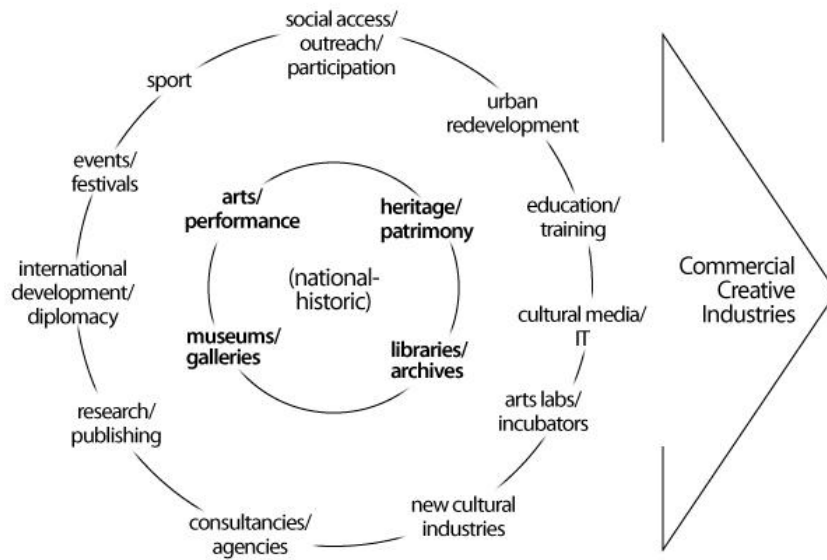 social access/
outreach/
participation
sport
urban
redevelopment
events/
festivals
arts/
performance
heritage/
patrimony
education/
training
international
development/
diplomacy
(national-
historic)
Commercial
Creative
Industries
cultural media/
IT
museums/
galleries
libraries/
archives
research/
publishing
arts labs/
incubators
new cultural
industries
consultancies/
agencies